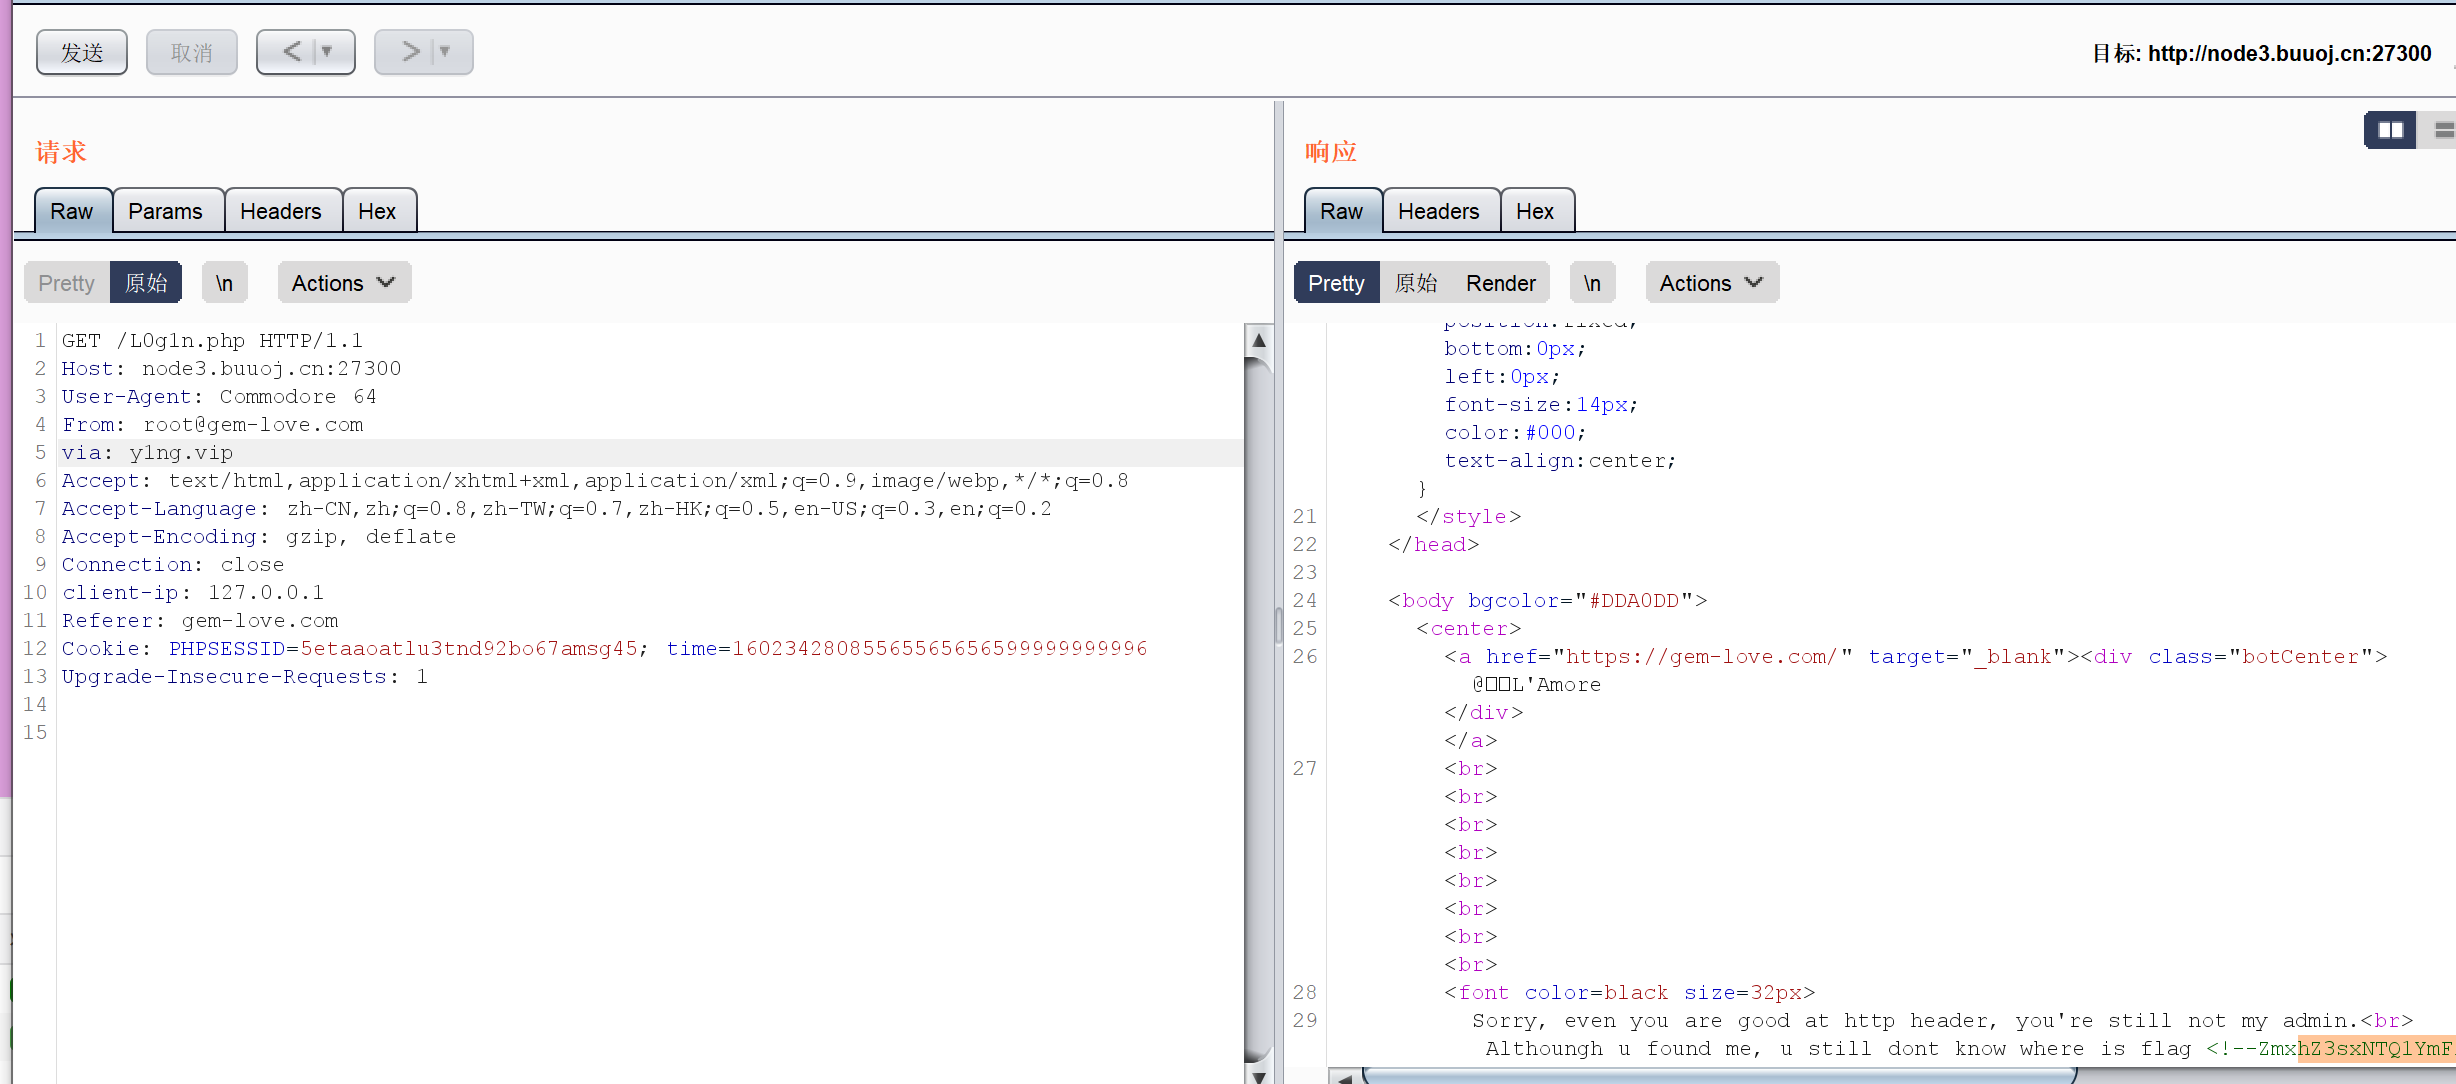 发送 取消 < >
目标: http://node3.buuoj.cn:27300
请求
Raw Params Headers Hex
Pretty 原始 \n Actions
1 GET /L0g1n.php HTTP/1.1
2 Host: node3.buuoj.cn:27300
3 User-Agent: Commodore 64
4 From: root@gem-love.com
5 via: y1ng.vip
6 Accept: text/html,application/xhtml+xml,application/xml;q=0.9,image/webp,*/*;q=0.8
7 Accept-Language: zh-CN,zh;q=0.8,zh-TW;q=0.7,zh-HK;q=0.5,en-US;q=0.3,en;q=0.2
8 Accept-Encoding: gzip, deflate
9 Connection: close
10 client-ip: 127.0.0.1
11 Referer: gem-love.com
12 Cookie: PHPSESSID=5etaaoatlu3tnd92bo67amsg45; time=16023428085565565656599999999996
13 Upgrade-Insecure-Requests: 1
14
15
响应
Raw Headers Hex
Pretty 原始 Render \n Actions
position:fixed;
bottom:0px;
left:0px;
font-size:14px;
color:#000;
text-align:center;
}
21 </style>
22 </head>
23
24 <body bgcolor="#DDA0DD">
25 <center>
26 <a href="https://gem-love.com/" target="_blank"><div class="botCenter">
@□□L'Amore
</div>
</a>
27 <br>
<br>
<br>
<br>
<br>
<br>
<br>
<br>
28 <font color=black size=32px>
29 Sorry, even you are good at http header, you're still not my admin.<br>
Althoungh u found me, u still dont know where is flag <!--ZmxhZ3sxNTQ1YmF